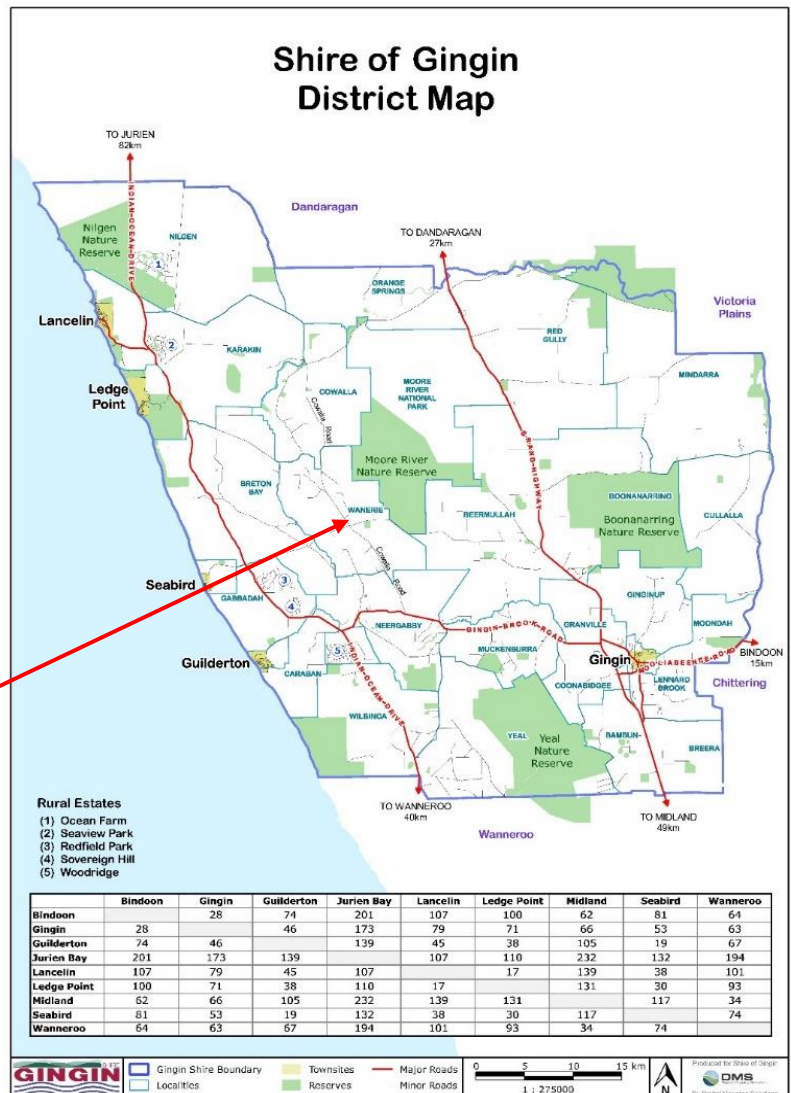 Shire of Gingin
District Map
TO JURIEN
82km
Dandaragan
TO DANDARAGAN
27km
INDIAN-OCEAN-DRIVE
Nilgen
Nature
Reserve
NILGEN
1
ORANGE
SPRINGS
Victoria
Plains
Lancelin
2
KARAKIN
RED
GULLY
MINDARRA
Ledge
Point
COWALLA
Cowalla Road
MOORE
RIVER
NATIONAL
PARK
BRAND-HIGHWAY
Moore River
Nature Reserve
BRETON
BAY
WANERIE
BEERMULLAH
BOONANARRING
Boonanarring
Nature Reserve
CULLALLA
Cowalla Road
Seabird
3
GABBADAH
4
GINGINUP
NEERGABBY
GINGIN-BROOK-ROAD
GRANVILLE
MOONDAH
Guilderton
5
MUCKENBURRA
Gingin
MOOLIABEENEE-ROAD
BINDOON
15km
CARABAN
INDIAN-OCEAN-DRIVE
COONABIDGEE
LENNARD
BROOK
Chittering
WILBINGA
YEAL
Yeal
Nature
Reserve
BAMBUN
BREERA
TO WANNEROO
40km
Wanneroo
TO MIDLAND
49km
Rural Estates
(1) Ocean Farm
(2) Seaview Park
(3) Redfield Park
(4) Sovereign Hill
(5) Woodridge
Bindoon Gingin Guilderton Jurien Bay Lancelin Ledge Point Midland Seabird Wanneroo
Bindoon 28 74 201 107 100 62 81 64
Gingin 28 46 173 79 71 66 53 63
Guilderton 74 46 139 45 38 105 19 67
Jurien Bay 201 173 139 107 110 232 132 194
Lancelin 107 79 45 107 17 139 38 101
Ledge Point 100 71 38 110 17 131 30 93
Midland 62 66 105 232 139 131 117 34
Seabird 81 53 19 132 38 30 117 74
Wanneroo 64 63 67 194 101 93 34 74
GINGIN
Gingin Shire Boundary
Localities
Townsites
Reserves
Major Roads
Minor Roads
0 5 10 15 km
1 : 275000
N
Produced for Shire of Gingin
DMS